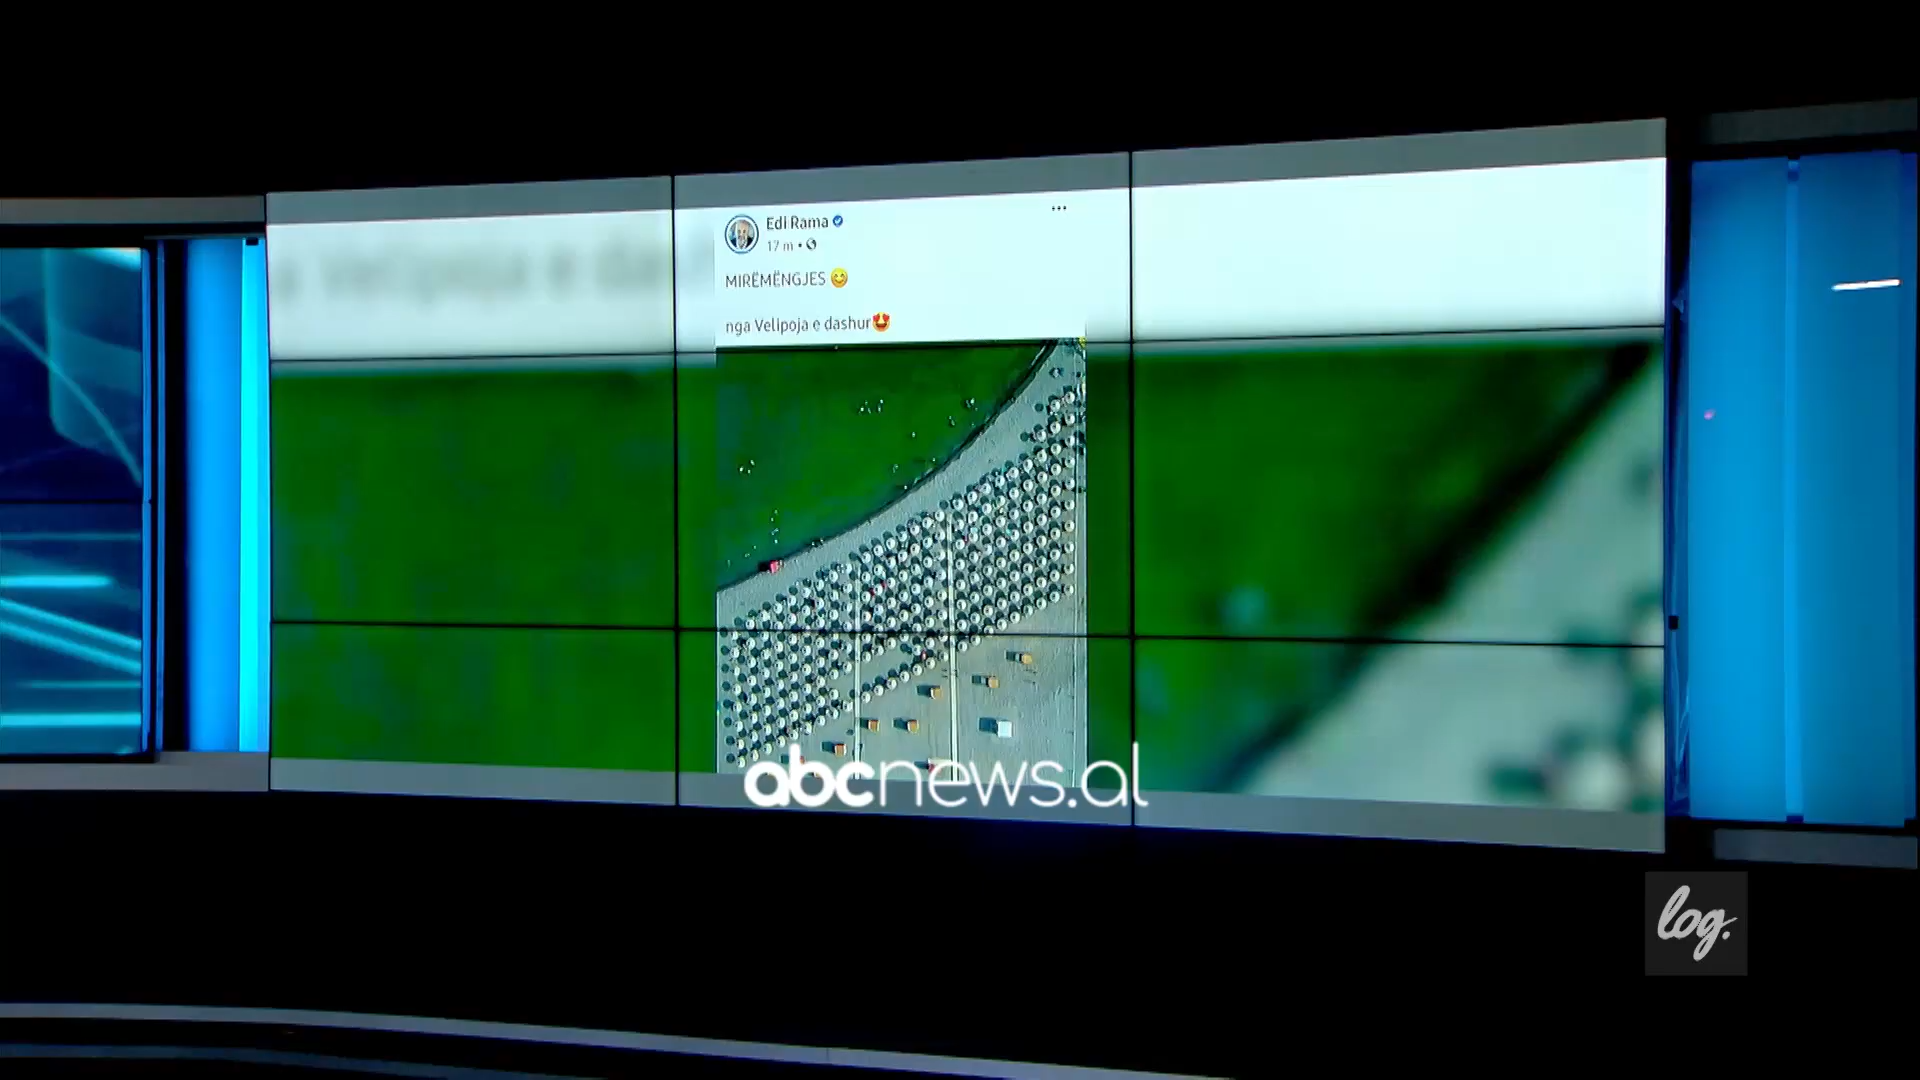 Edi Rama
17 m
MIRËMËNGJES 😊
nga Velipoja e dashur😍
abcnews.al
log.